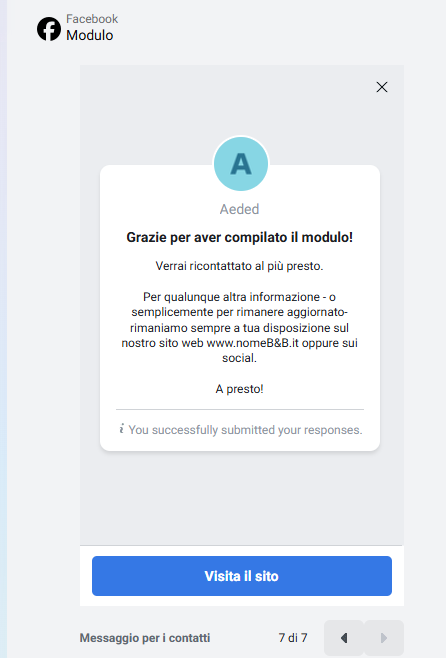 Facebook
Modulo
A
Aeded
Grazie per aver compilato il modulo!
Verrai ricontattato al più presto.
Per qualunque altra informazione - o
semplicemente per rimanere aggiornato-
rimaniamo sempre a tua disposizione sul
nostro sito web www.nomeB&B.it oppure sui
social.
A presto!
i You successfully submitted your responses.
Visita il sito
Messaggio per i contatti
7 di 7